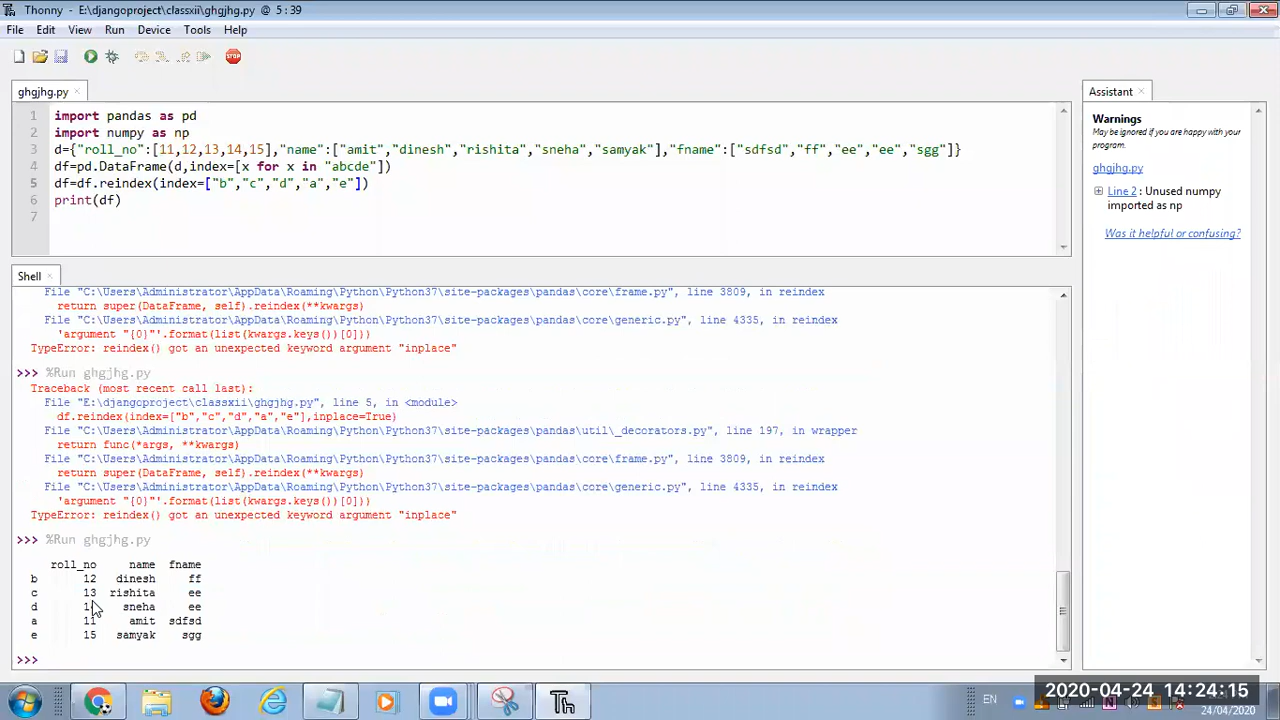 Thonny - E:\djangoproject\classxii\ghgjhg.py @ 5 : 39
File Edit View Run Device Tools Help
STOP
ghgjhg.py ×
1 import pandas as pd
2 import numpy as np
3 d={"roll_no":[11,12,13,14,15],"name":["amit","dinesh","rishita","sneha","samyak"],"fname":["sdfsd","ff","ee","ee","sgg"]}
4 df=pd.DataFrame(d,index=[x for x in "abcde"])
5 df=df.reindex(index=["b","c","d","a","e"])
6 print(df)
7
Assistant ×
Warnings
May be ignored if you are happy with your
program.
ghgjhg.py
Line 2 : Unused numpy
imported as np
Was it helpful or confusing?
Shell ×
File "C:\Users\Administrator\AppData\Roaming\Python\Python37\site-packages\pandas\core\frame.py", line 3809, in reindex
return super(DataFrame, self).reindex(**kwargs)
File "C:\Users\Administrator\AppData\Roaming\Python\Python37\site-packages\pandas\core\generic.py", line 4335, in reindex
'argument "{0}"'.format(list(kwargs.keys())[0]))
TypeError: reindex() got an unexpected keyword argument "inplace"
>>> %Run ghgjhg.py
Traceback (most recent call last):
File "E:\djangoproject\classxii\ghgjhg.py", line 5, in <module>
df.reindex(index=["b","c","d","a","e"],inplace=True)
File "C:\Users\Administrator\AppData\Roaming\Python\Python37\site-packages\pandas\util\_decorators.py", line 197, in wrapper
return func(*args, **kwargs)
File "C:\Users\Administrator\AppData\Roaming\Python\Python37\site-packages\pandas\core\frame.py", line 3809, in reindex
return super(DataFrame, self).reindex(**kwargs)
File "C:\Users\Administrator\AppData\Roaming\Python\Python37\site-packages\pandas\core\generic.py", line 4335, in reindex
'argument "{0}"'.format(list(kwargs.keys())[0]))
TypeError: reindex() got an unexpected keyword argument "inplace"
>>> %Run ghgjhg.py
roll_no name fname
b 12 dinesh ff
c 13 rishita ee
d sneha ee
a 11 amit sdfsd
e 15 samyak sgg
>>>
EN
2020-04-24 14:24:15
24/04/2020